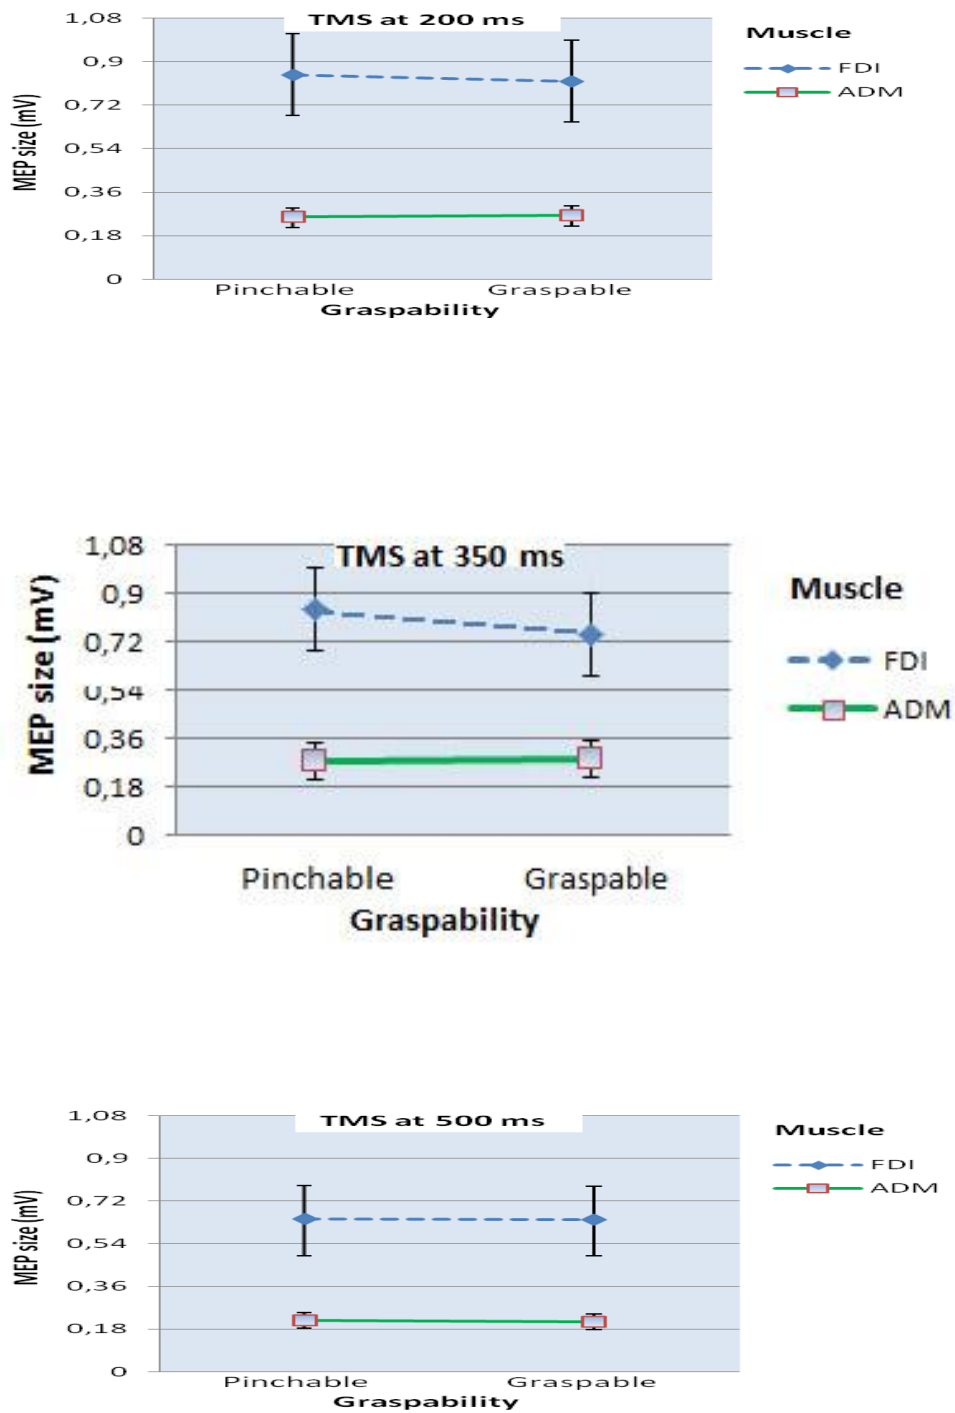 TMS at 200 ms
1,08
0,9
0,72
0,54
0,36
0,18
0
MEP size (mV)
Pinchable Graspable
Graspability
Muscle
FDI
ADM
TMS at 350 ms
1,08
0,9
0,72
0,54
0,36
0,18
0
MEP size (mV)
Pinchable Graspable
Graspability
Muscle
FDI
ADM
TMS at 500 ms
1,08
0,9
0,72
0,54
0,36
0,18
0
MEP size (mV)
Pinchable Graspable
Graspability
Muscle
FDI
ADM